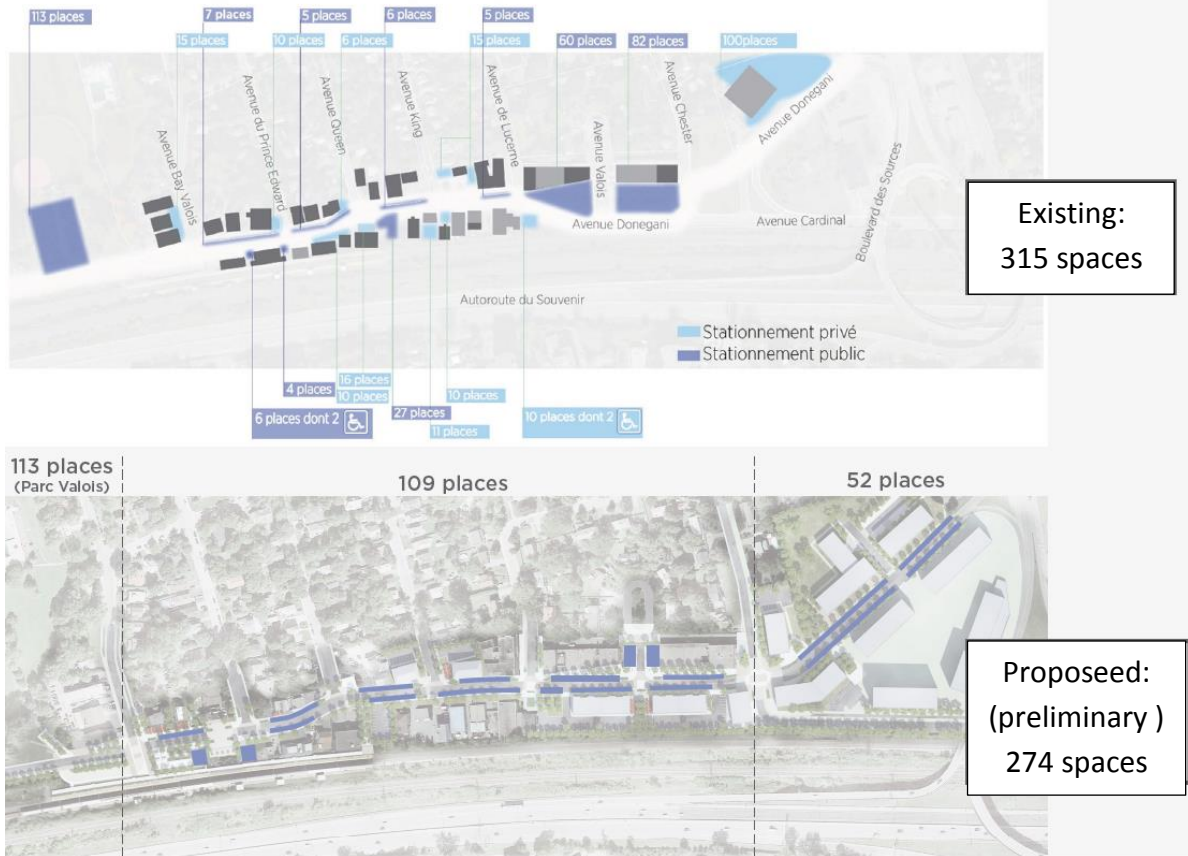 113 places
7 places
5 places
6 places
5 places
15 places
10 places
6 places
15 places
60 places
82 places
100places
Avenue Bay Valois
Avenue du Prince Edward
Avenue Queen
Avenue King
Avenue de Lucerne
Avenue Valois
Avenue Chester
Avenue Donegani
Boulevard des Sources
Avenue Donegani
Avenue Cardinal
Autoroute du Souvenir
Stationnement privé
Stationnement public
Existing:
315 spaces
4 places
16 places
10 places
10 places
6 places dont 2
27 places
11 places
10 places dont 2
113 places
(Parc Valois)
109 places
52 places
Proposeed:
(preliminary )
274 spaces